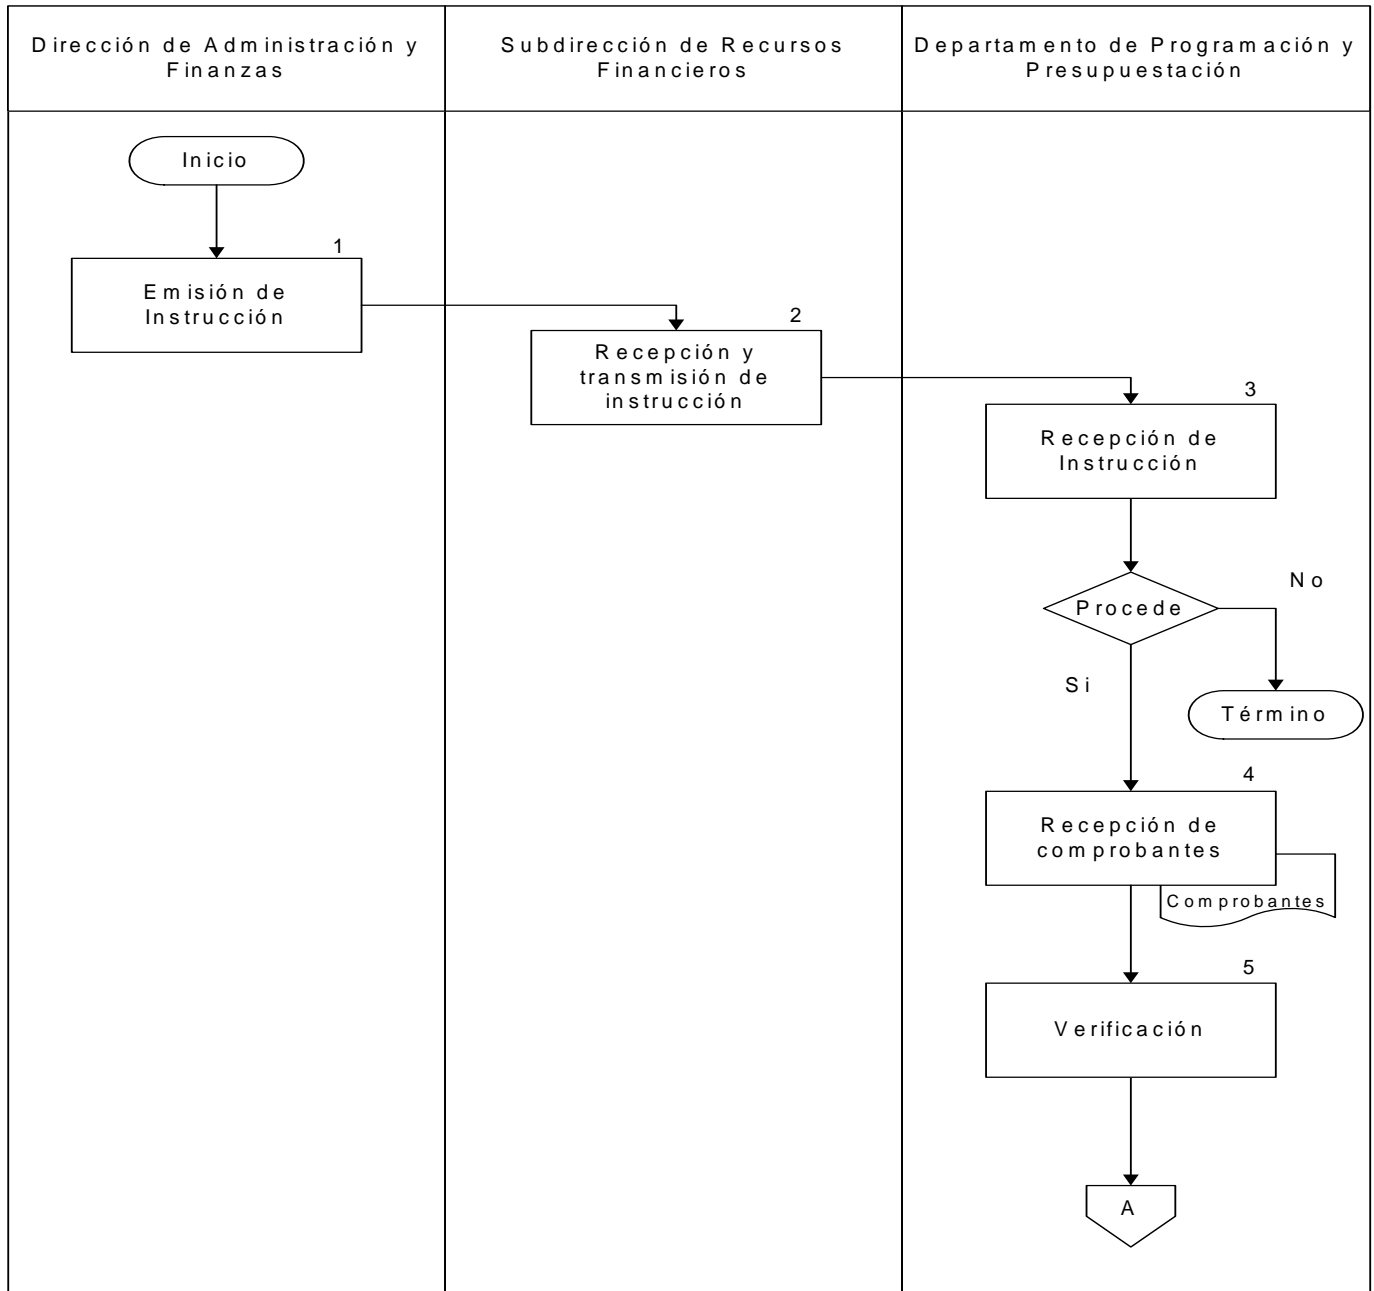 Dirección de Administración y
Finanzas
Subdirección de Recursos
Financieros
Departamento de Programación y
Presupuestación
Inicio
1
Emisión de
Instrucción
2
Recepción y
transmisión de
instrucción
3
Recepción de
Instrucción
Procede
No
Si
Término
4
Recepción de
comprobantes
Comprobantes
5
Verificación
A